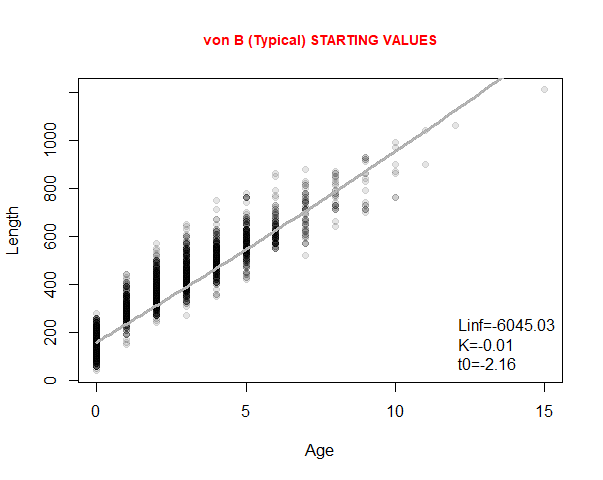 von B (Typical) STARTING VALUES
Length
1000
800
600
400
200
0
Linf=-6045.03
K=-0.01
t0=-2.16
0 5 10 15
Age